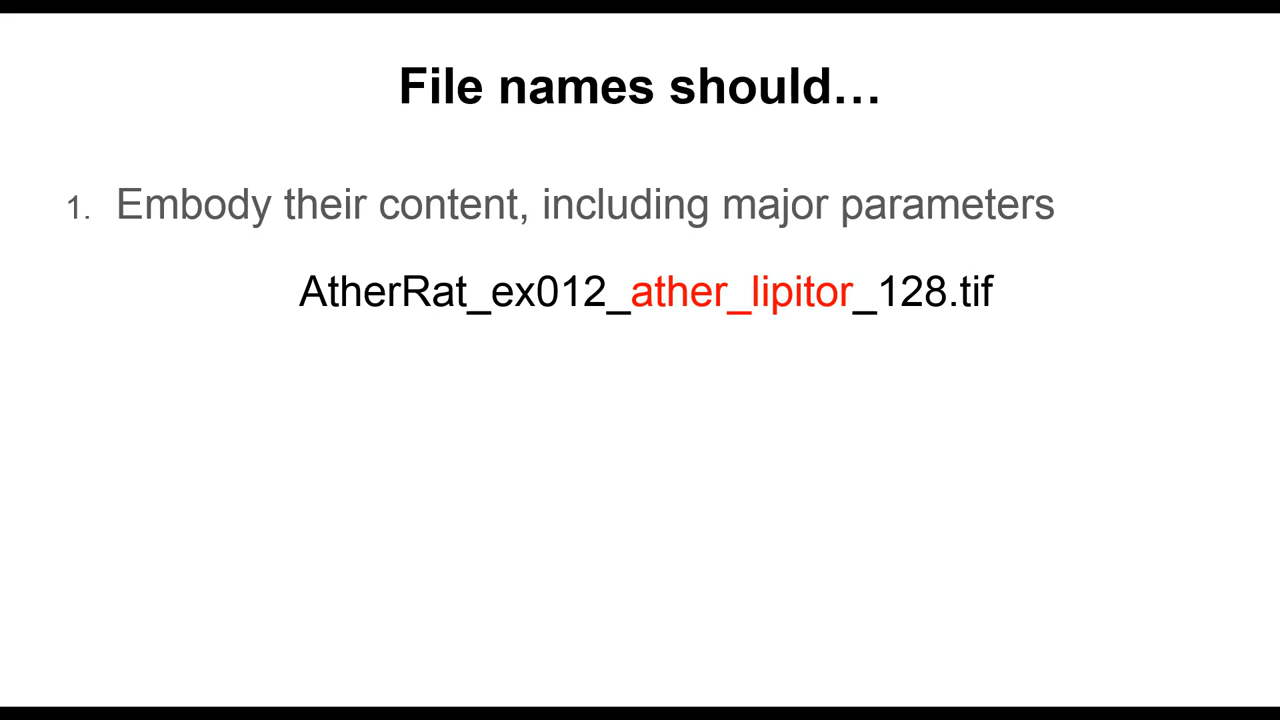 File names should…
1. Embody their content, including major parameters
AtherRat_ex012_ather_lipitor_128.tif